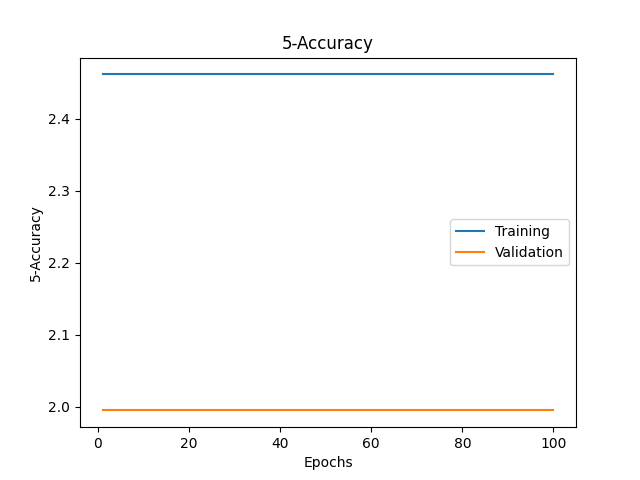 5-Accuracy
5-Accuracy
2.4
2.3
2.2
2.1
2.0
Training
Validation
0 20 40 60 80 100
Epochs